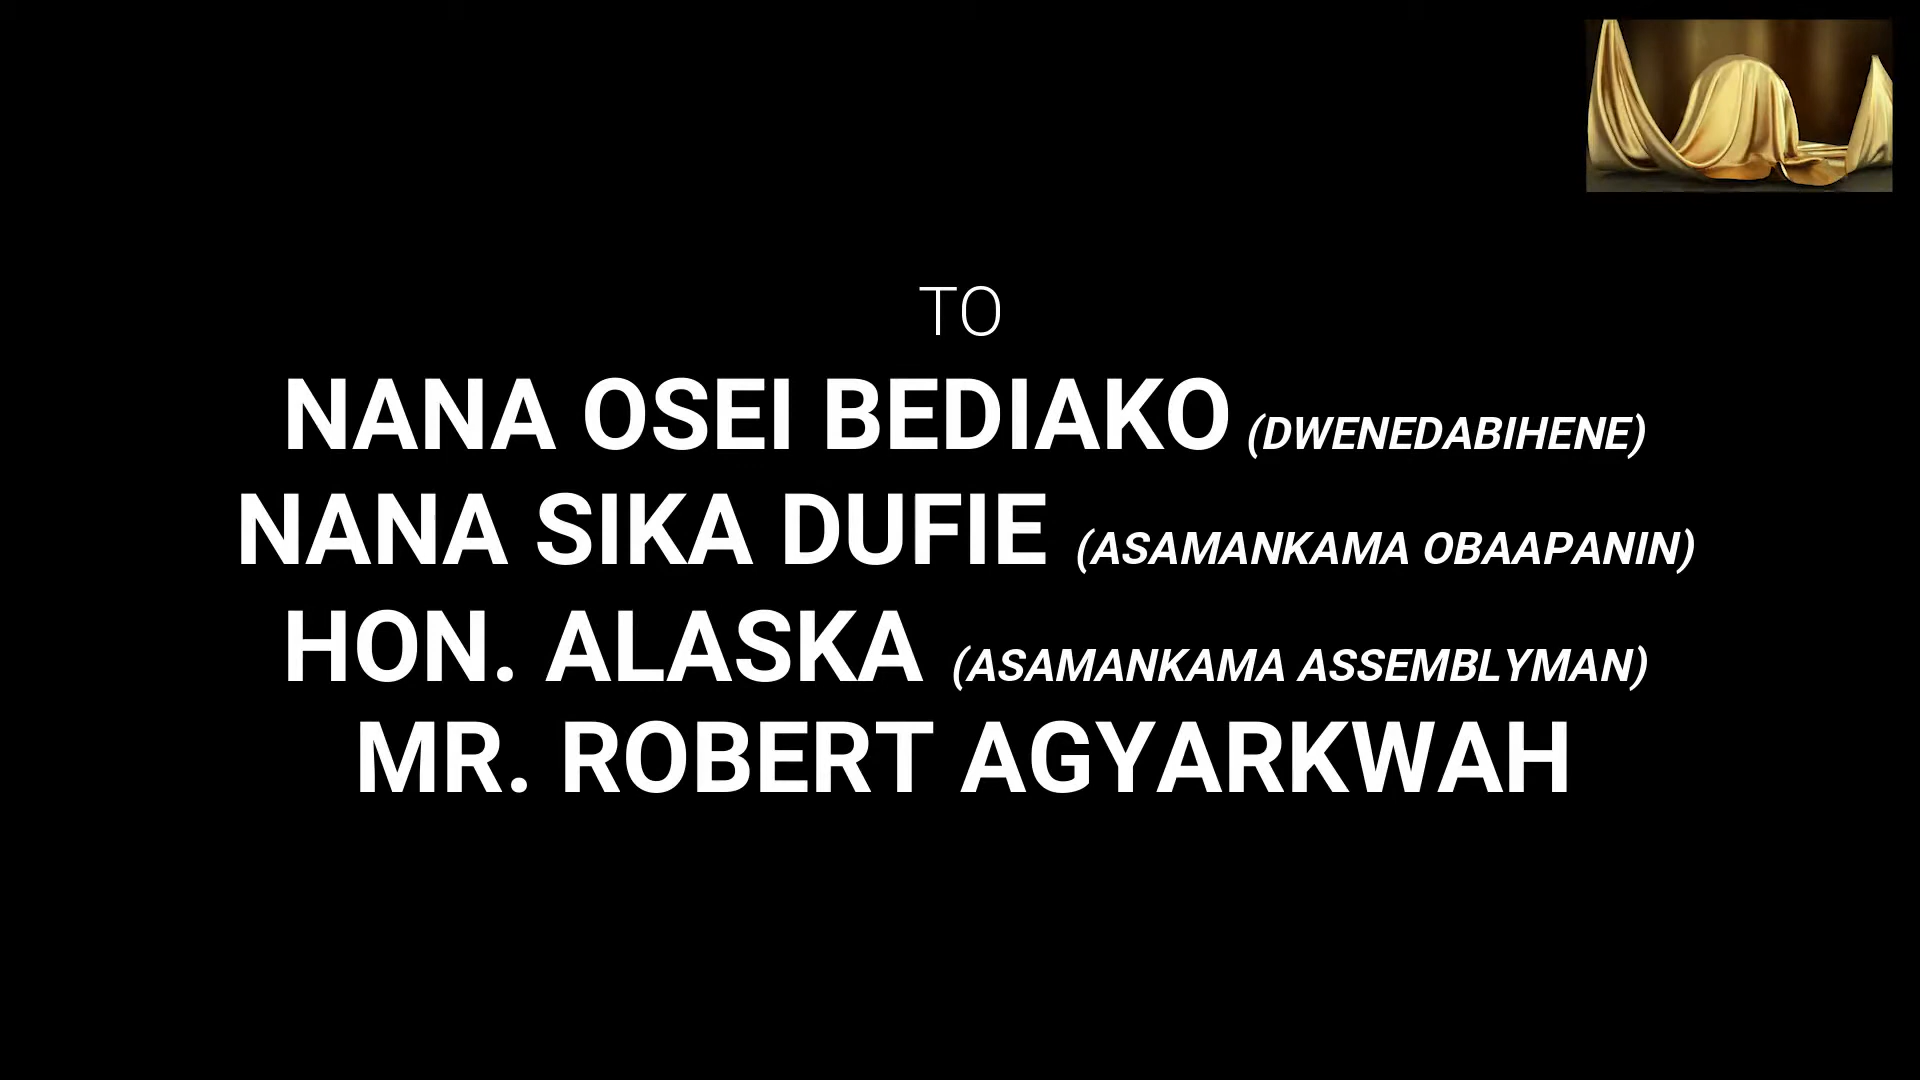 TO
NANA OSEI BEDIAKO (DWENEDABIHENE)
NANA SIKA DUFIE (ASAMANKAMA OBAAPANIN)
HON. ALASKA (ASAMANKAMA ASSEMBLYMAN)
MR. ROBERT AGYARKWAH